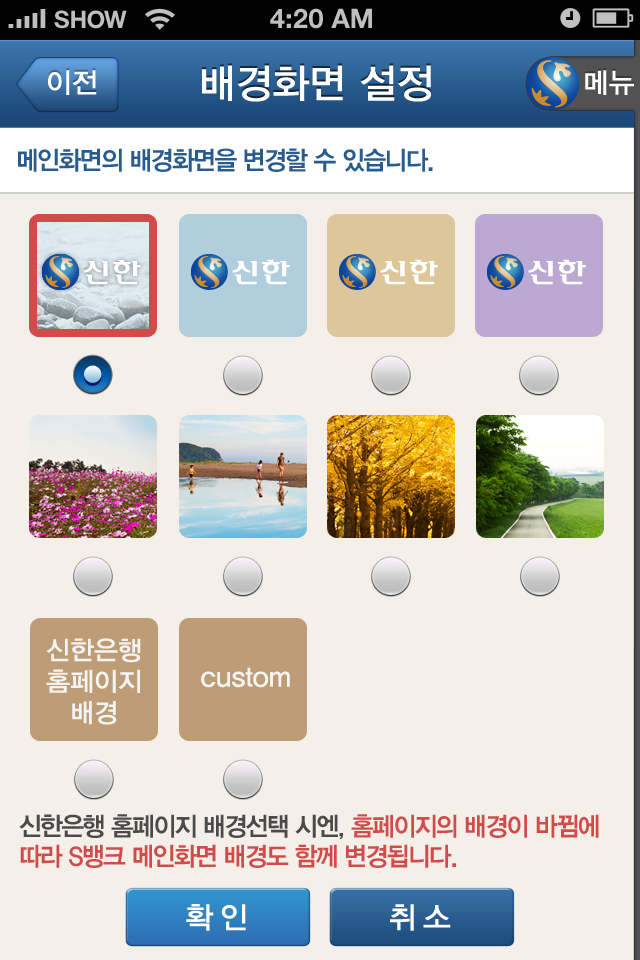 SHOW 4:20 AM
이전 배경화면 설정 메뉴
메인화면의 배경화면을 변경할 수 있습니다.
신한 신한 신한 신한
신한은행
홈페이지
배경
custom
신한은행 홈페이지 배경선택 시엔, 홈페이지의 배경이 바뀜에
따라 S뱅크 메인화면 배경도 함께 변경됩니다.
확인 취소